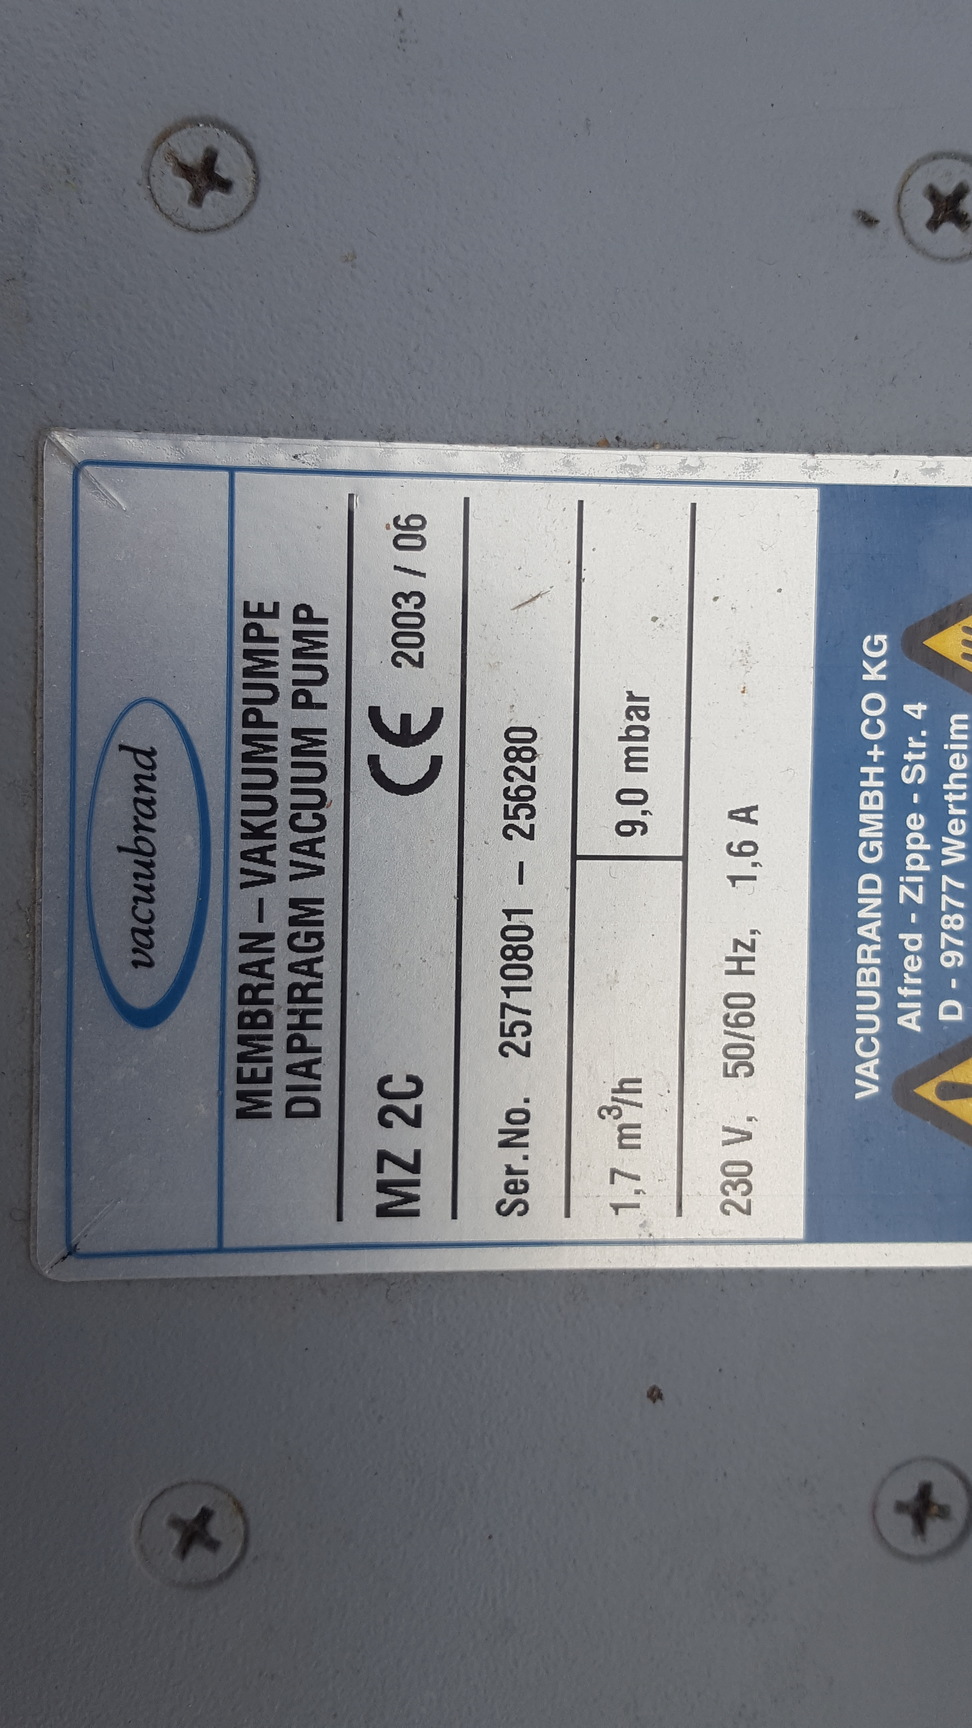 vacuubrand
MEMBRAN – VAKUUMPUMPE
DIAPHRAGM VACUUM PUMP
MZ 2C CE 2003 / 06
Ser.No. 25710801 – 256280
1,7 m³/h 9,0 mbar
230 V, 50/60 Hz, 1,6 A
VACUUBRAND GMBH+CO KG
Alfred - Zippe - Str. 4
D - 97877 Wertheim